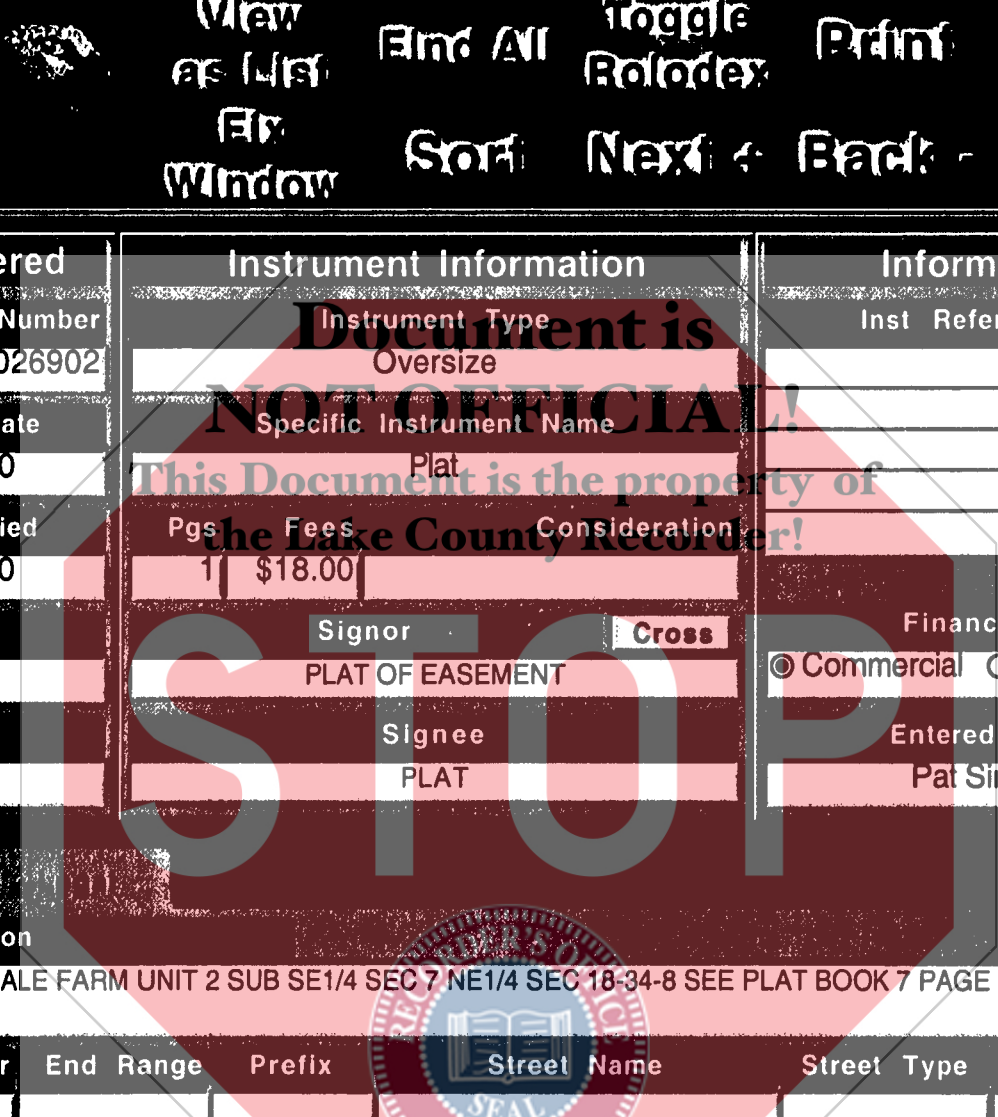 View as List
Find All
Toggle Rolodex
Print
Fix Window
Sort
Next +
Back -
ered
Instrument Information
Inform
Number
Instrument Type
Inst Refer
026902
Oversize
ate
Specific Instrument Name
0
Plat
ied
Pgs Fees Consideration
0
1 $18.00
Signor
Cross
Financ
PLAT OF EASEMENT
Commercial
Signee
Entered
PLAT
Pat Sin
on
ALE FARM UNIT 2 SUB SE1/4 SEC 7 NE1/4 SEC 18-34-8 SEE PLAT BOOK 7 PAGE
r End Range Prefix Street Name Street Type
Document is
NOT OFFICIAL!
This Document is the property of
the Lake County Recorder!
STOP
RECORDER'S OFFICE
SEAL